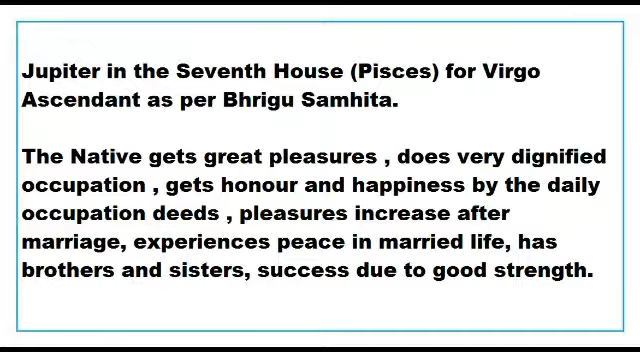 Jupiter in the Seventh House (Pisces) for Virgo
Ascendant as per Bhrigu Samhita.
The Native gets great pleasures , does very dignified
occupation , gets honour and happiness by the daily
occupation deeds , pleasures increase after
marriage, experiences peace in married life, has
brothers and sisters, success due to good strength.